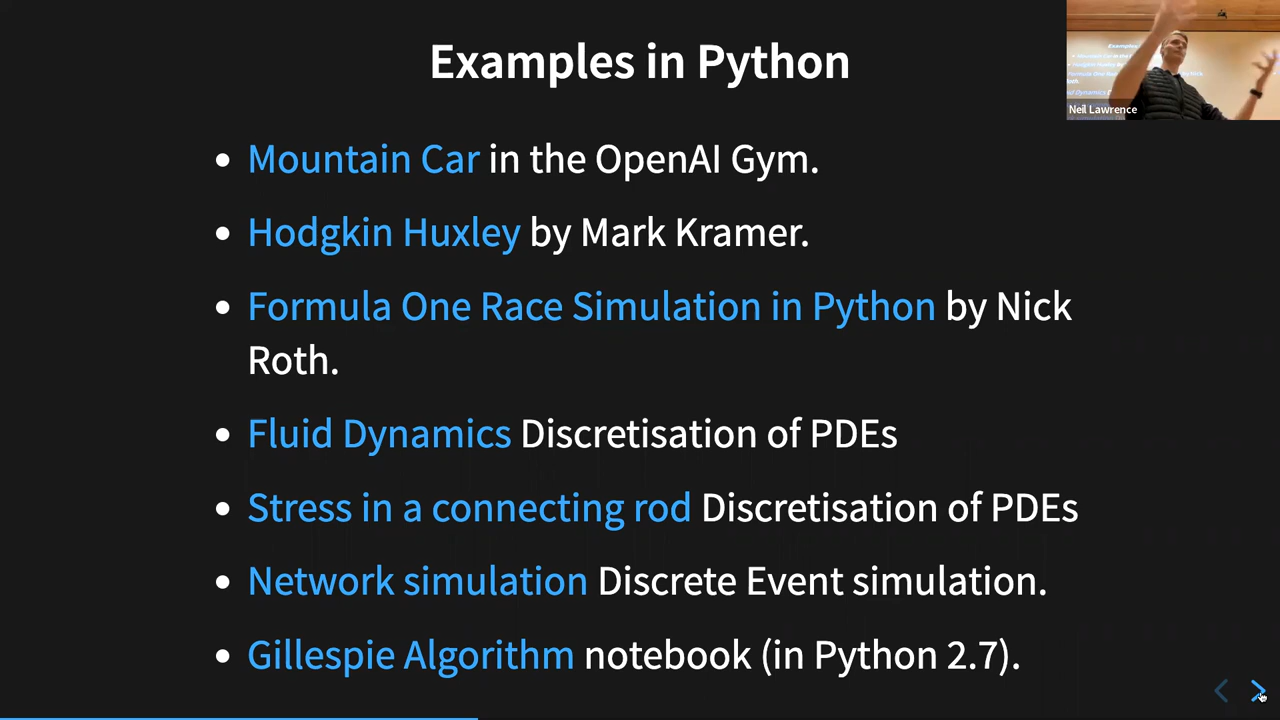 Examples in Python
Neil Lawrence
Mountain Car in the OpenAI Gym.
Hodgkin Huxley by Mark Kramer.
Formula One Race Simulation in Python by Nick
Roth.
Fluid Dynamics Discretisation of PDEs
Stress in a connecting rod Discretisation of PDEs
Network simulation Discrete Event simulation.
Gillespie Algorithm notebook (in Python 2.7).